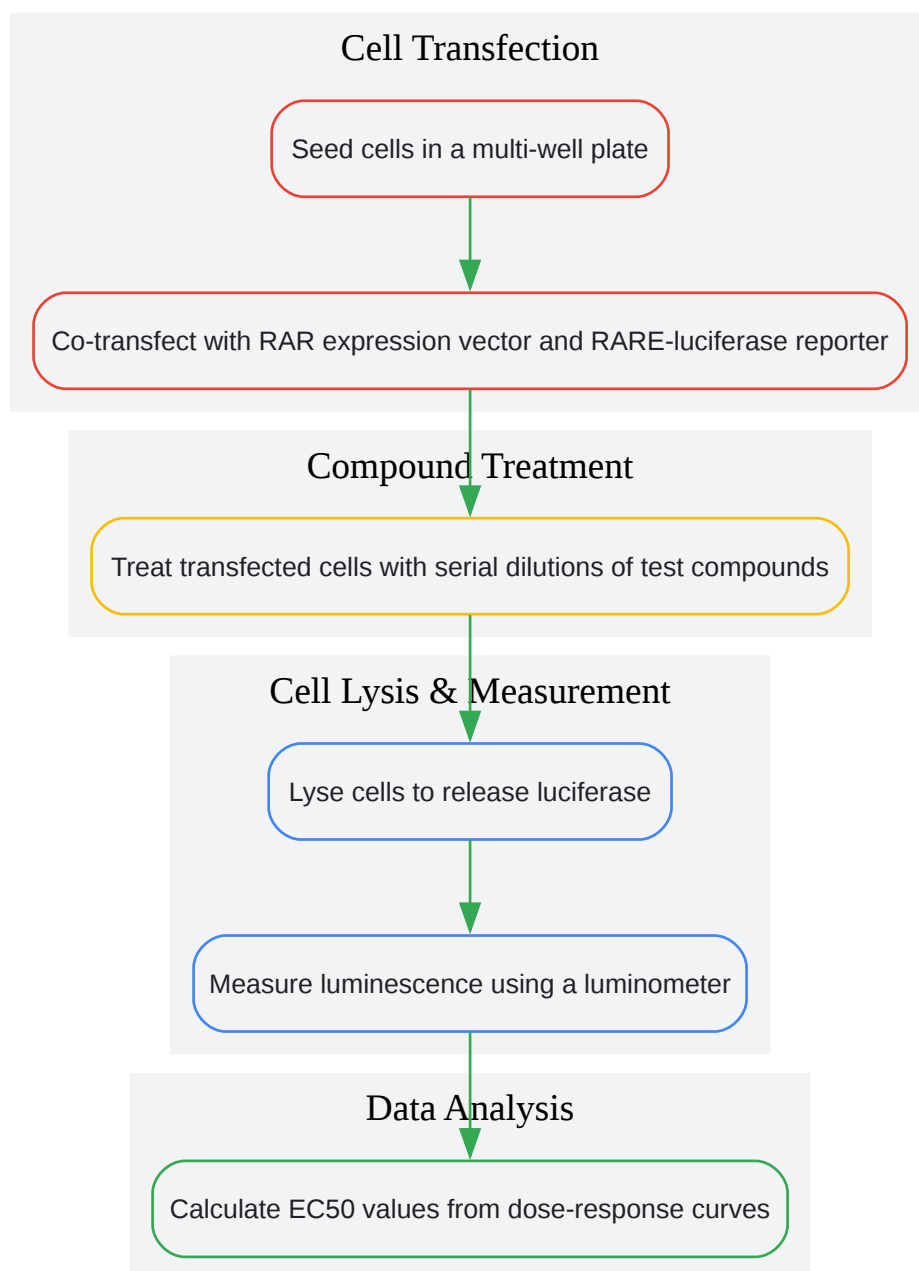 Cell Transfection
Seed cells in a multi-well plate
Co-transfect with RAR expression vector and RARE-luciferase reporter
Compound Treatment
Treat transfected cells with serial dilutions of test compounds
Cell Lysis & Measurement
Lyse cells to release luciferase
Measure luminescence using a luminometer
Data Analysis
Calculate EC50 values from dose-response curves